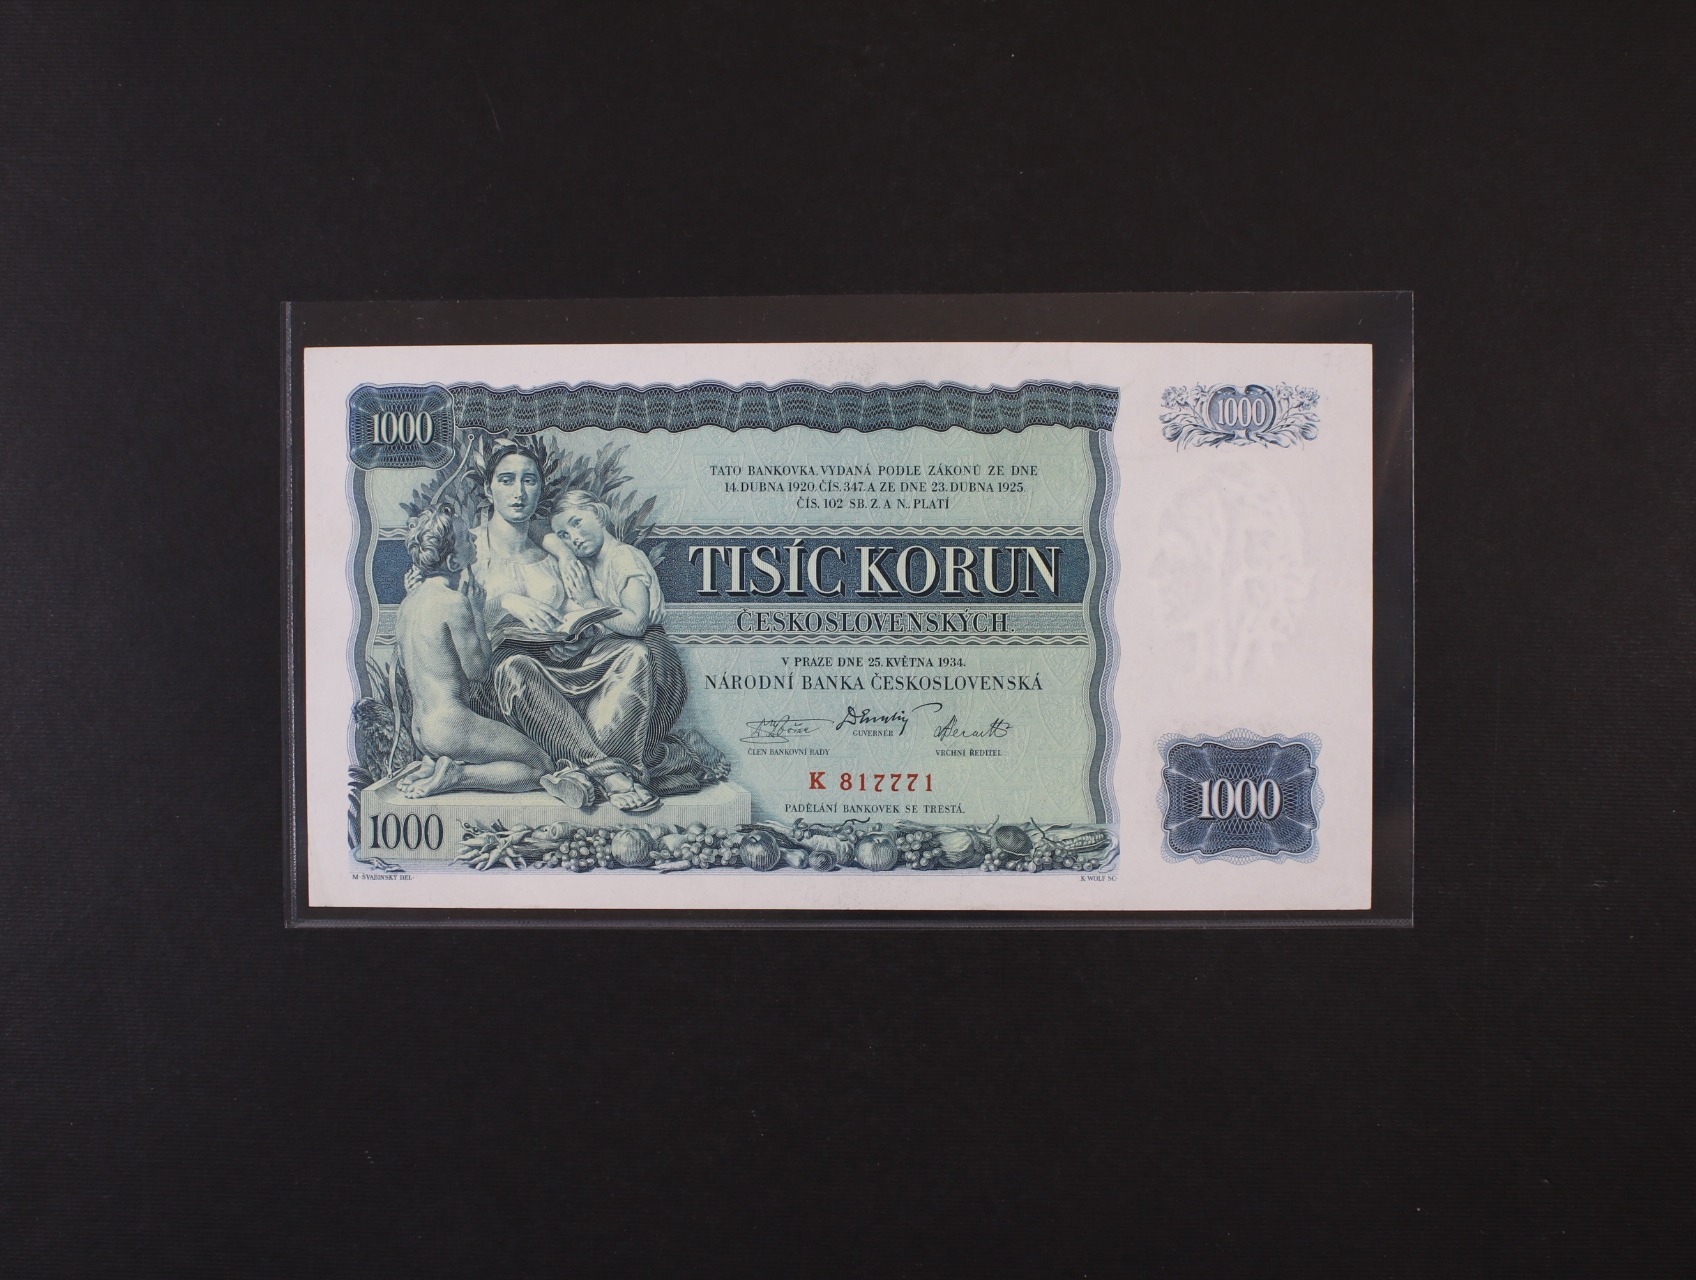 1000
1000
TATO BANKOVKA, VYDANÁ PODLE ZÁKONŮ ZE DNE
14. DUBNA 1920, ČÍS. 347, A ZE DNE 23. DUBNA 1925,
ČÍS. 102 SB. Z. A N., PLATÍ
TISÍC KORUN
ČESKOSLOVENSKÝCH.
V PRAZE DNE 25. KVĚTNA 1934.
NÁRODNÍ BANKA ČESKOSLOVENSKÁ
GUVERNÉR
ČLEN BANKOVNÍ RADY
VRCHNÍ ŘEDITEL
K 817771
PADĚLÁNÍ BANKOVEK SE TRESTÁ.
1000
1000
M·ŠVABINSKÝ DEL·
K·WOLF SC·